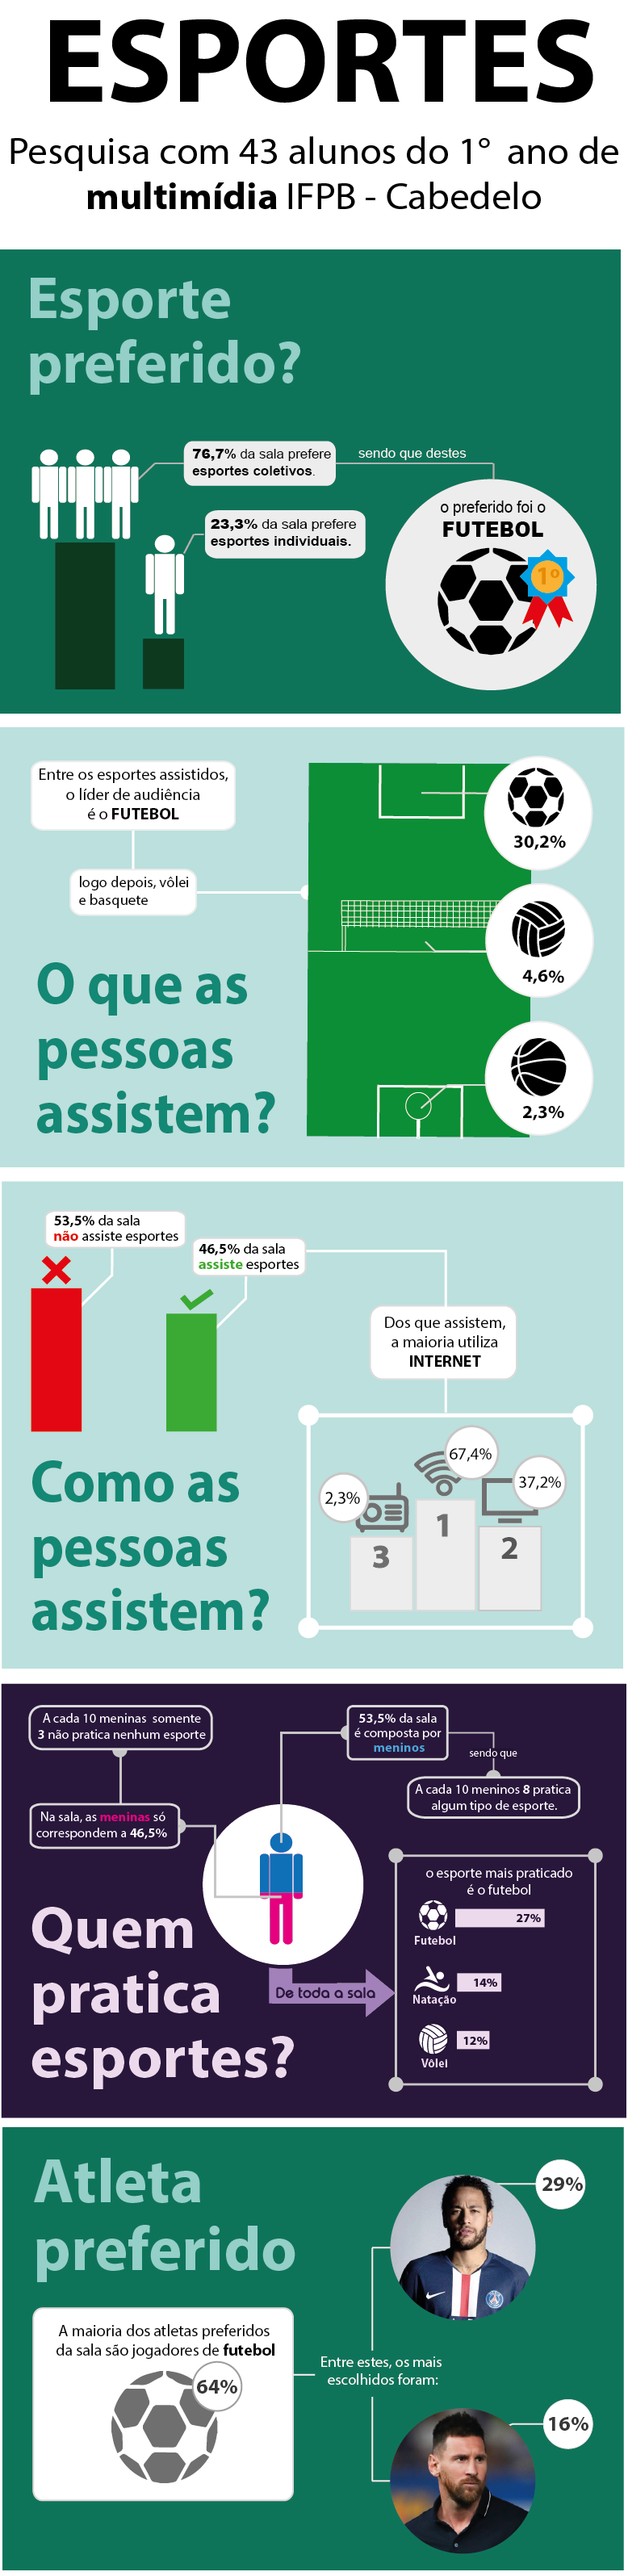 ESPORTES
Pesquisa com 43 alunos do 1° ano de
multimídia IFPB - Cabedelo
Esporte
preferido?
76,7% da sala prefere
esportes coletivos.
sendo que destes
23,3% da sala prefere
esportes individuais.
o preferido foi o
FUTEBOL
1º
Entre os esportes assistidos,
o líder de audiência
é o FUTEBOL
logo depois, vôlei
e basquete
30,2%
4,6%
2,3%
O que as
pessoas
assistem?
53,5% da sala
não assiste esportes
46,5% da sala
assiste esportes
Dos que assistem,
a maioria utiliza
INTERNET
67,4%
37,2%
2,3%
1
2
3
Como as
pessoas
assistem?
A cada 10 meninas somente
3 não pratica nenhum esporte
53,5% da sala
é composta por
meninos
sendo que
A cada 10 meninos 8 pratica
algum tipo de esporte.
Na sala, as meninas só
correspondem a 46,5%
Quem
pratica
esportes?
De toda a sala
o esporte mais praticado
é o futebol
27%
Futebol
14%
Natação
12%
Vôlei
Atleta
preferido
29%
A maioria dos atletas preferidos
da sala são jogadores de futebol
64%
Entre estes, os mais
escolhidos foram:
16%